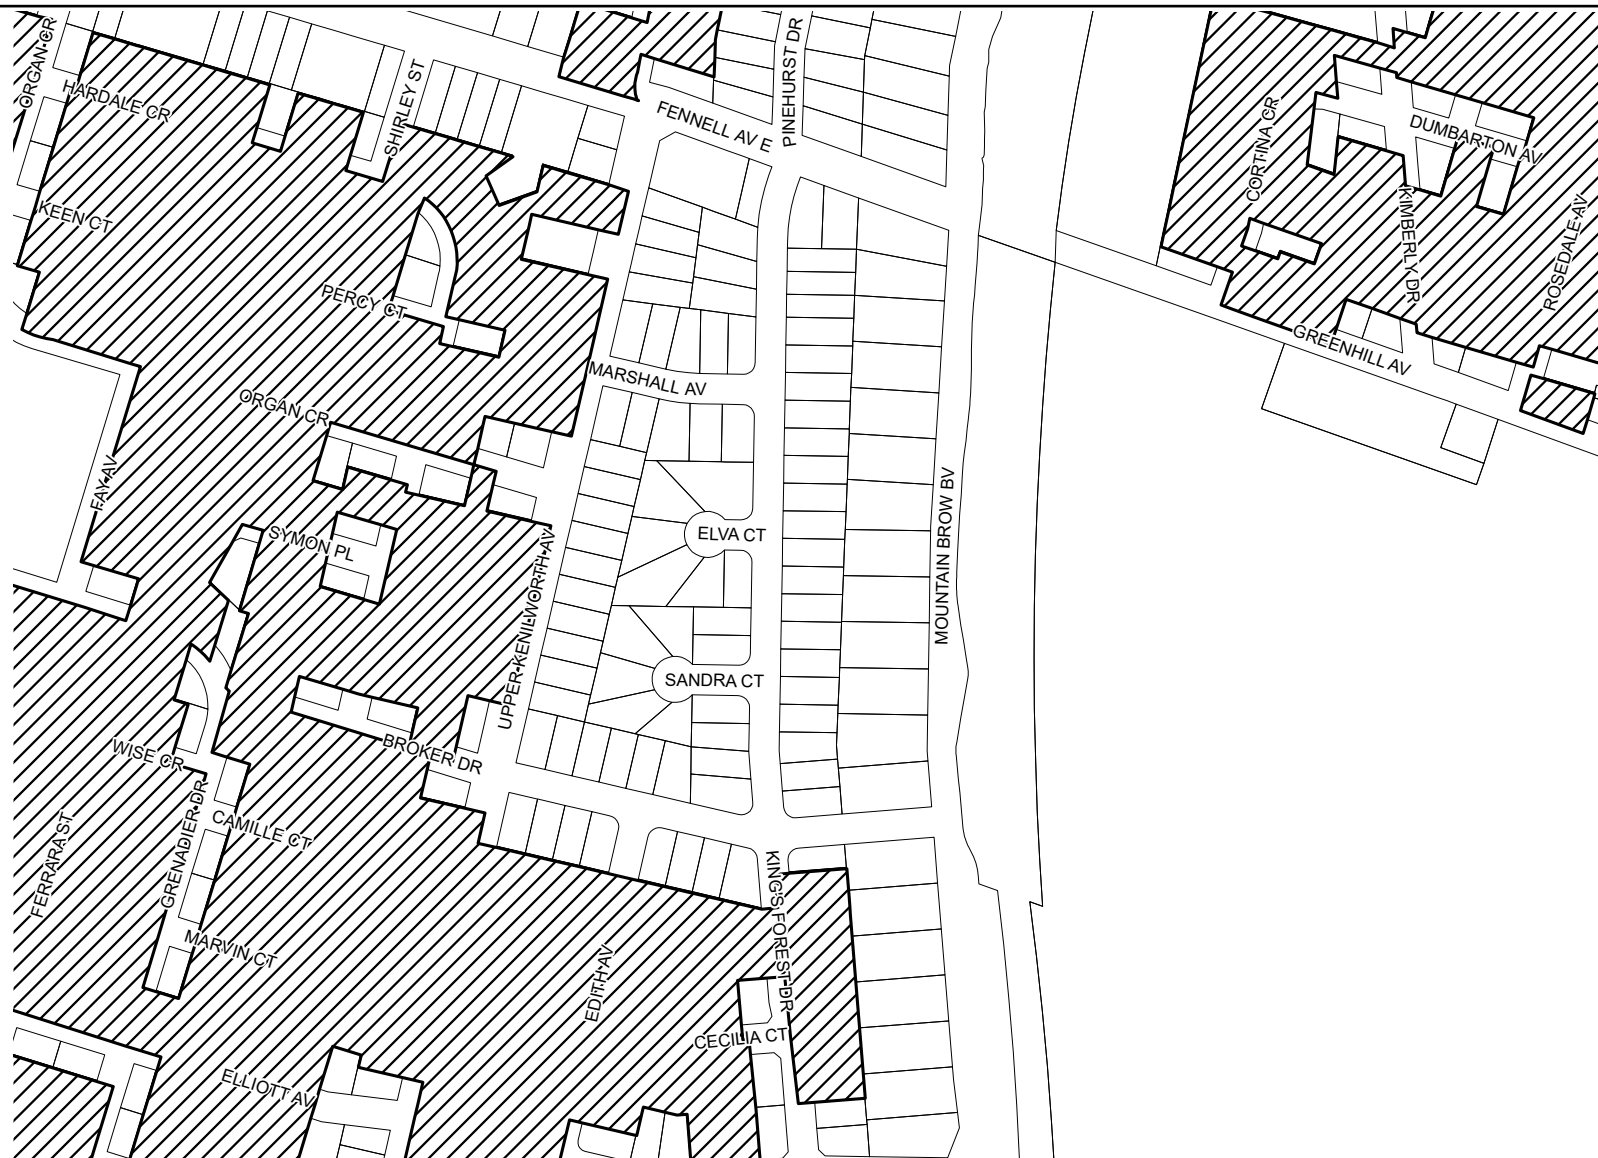 ORGAN CR
HARDALE CR
SHIRLEY ST
FENNELL AV E
PINEHURST DR
CORTINA CR
DUMBARTON AV
KIMBERLY DR
ROSEDALE AV
KEEN CT
PERCY CT
GREENHILL AV
MARSHALL AV
ORGAN CR
FAY AV
SYMON PL
ELVA CT
MOUNTAIN BROW BV
UPPER KENILWORTH AV
SANDRA CT
WISE CR
BROKER DR
GRENADIER DR
CAMILLE CT
FERRARA ST
KING'S FOREST DR
MARVIN CT
EDITH AV
CECILIA CT
ELLIOTT AV